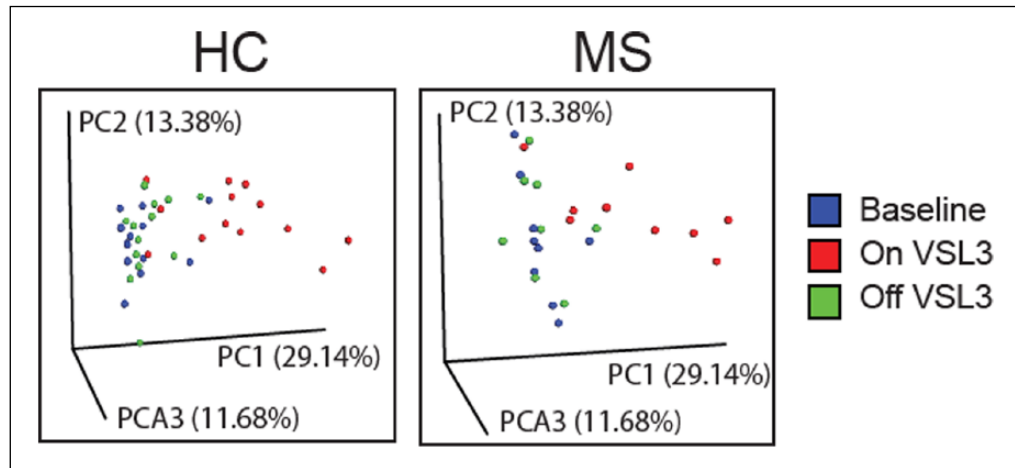 HC
PC2 (13.38%)
PC1 (29.14%)
PCA3 (11.68%)
MS
PC2 (13.38%)
PC1 (29.14%)
PCA3 (11.68%)
Baseline
On VSL3
Off VSL3